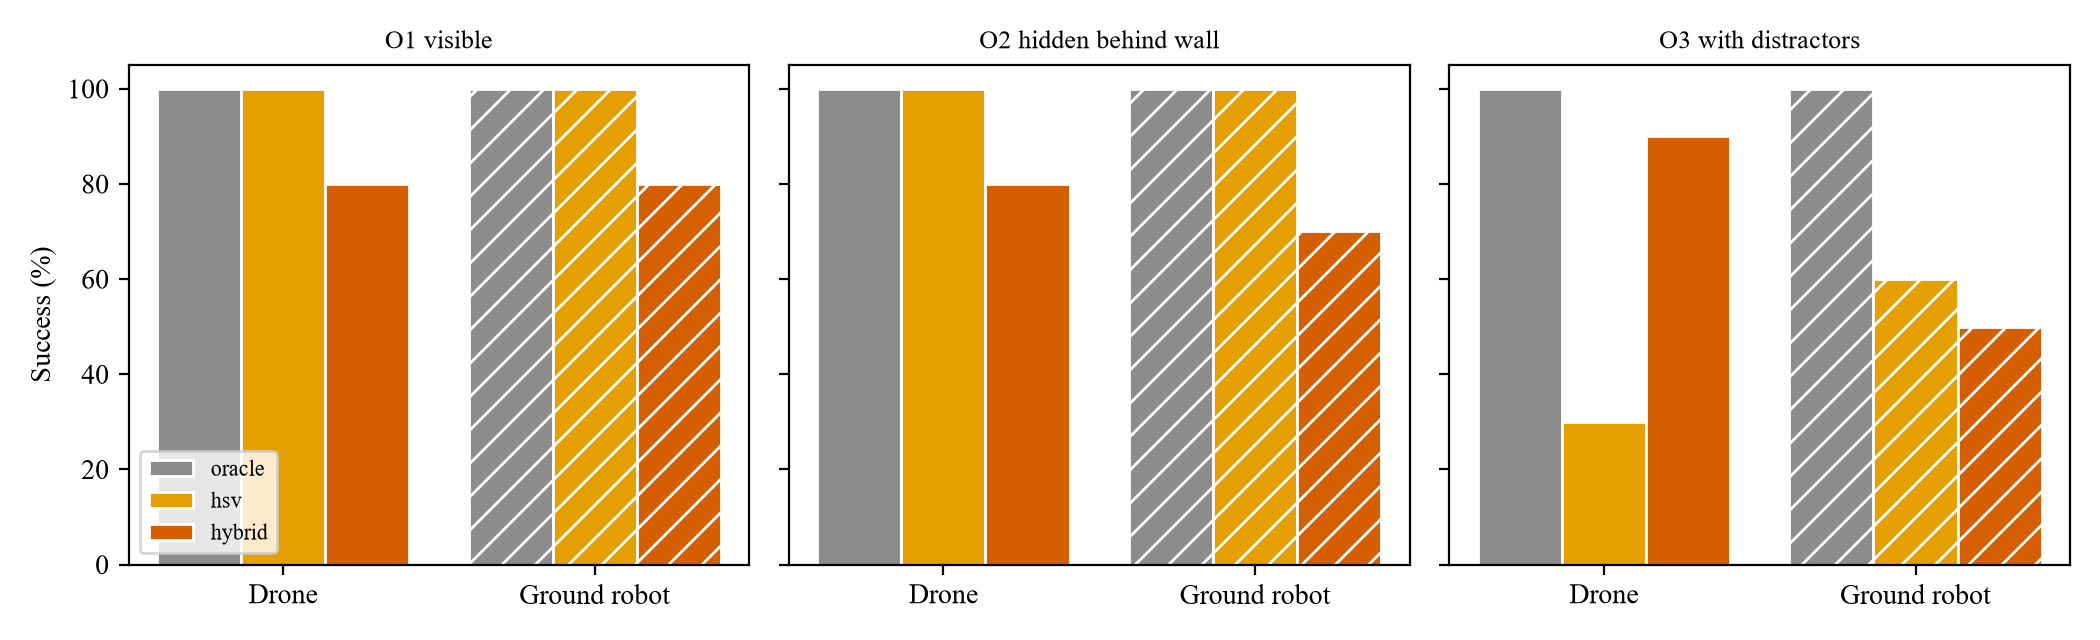 O1 visible
O2 hidden behind wall
O3 with distractors
Success (%)
100
80
60
40
20
0
oracle
hsv
hybrid
Drone
Ground robot
Drone
Ground robot
Drone
Ground robot